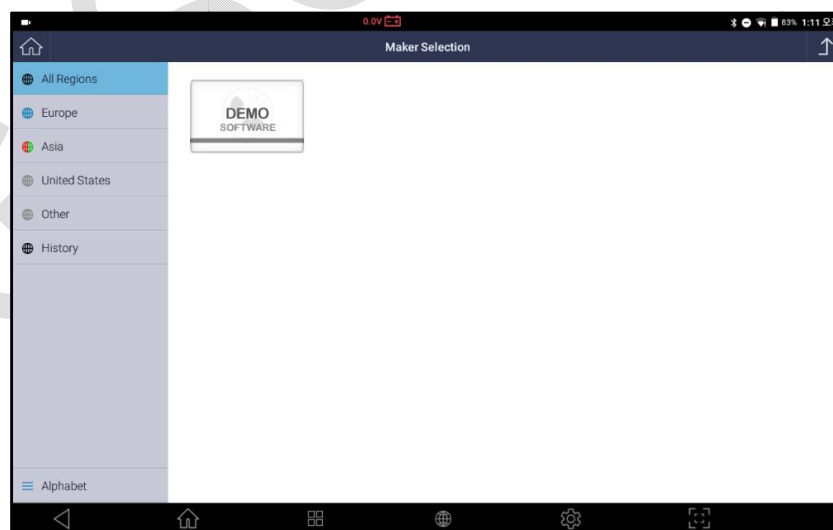 0.0V
83% 1:11 오후
Maker Selection
All Regions
Europe
Asia
United States
Other
History
Alphabet
DEMO
SOFTWARE